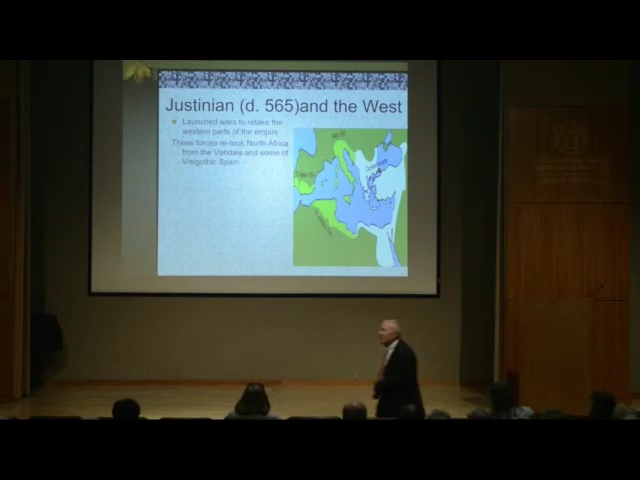 Justinian (d. 565)and the West
Launched wars to retake the
western parts of the empire
These forces re-took North Africa
from the Vandals and some of
Visigothic Spain